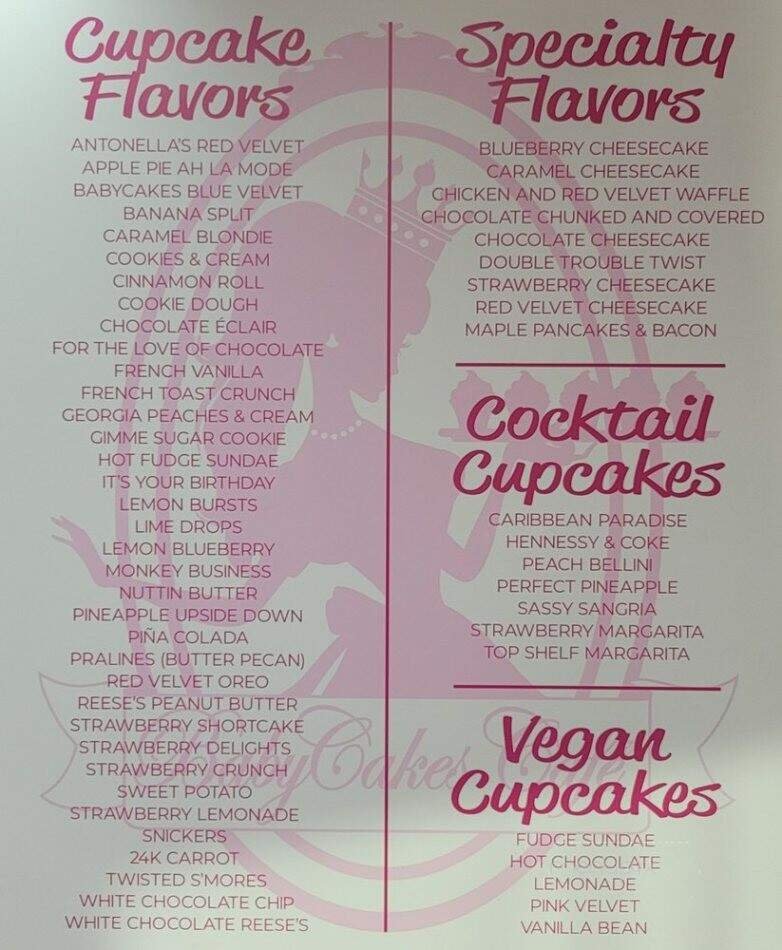 Cupcake
Flavors
ANTONELLA'S RED VELVET
APPLE PIE AH LA MODE
BABYCAKES BLUE VELVET
BANANA SPLIT
CARAMEL BLONDIE
COOKIES & CREAM
CINNAMON ROLL
COOKIE DOUGH
CHOCOLATE ÉCLAIR
FOR THE LOVE OF CHOCOLATE
FRENCH VANILLA
FRENCH TOAST CRUNCH
GEORGIA PEACHES & CREAM
GIMME SUGAR COOKIE
HOT FUDGE SUNDAE
IT'S YOUR BIRTHDAY
LEMON BURSTS
LIME DROPS
LEMON BLUEBERRY
MONKEY BUSINESS
NUTTIN BUTTER
PINEAPPLE UPSIDE DOWN
PIÑA COLADA
PRALINES (BUTTER PECAN)
RED VELVET OREO
REESE'S PEANUT BUTTER
STRAWBERRY SHORTCAKE
STRAWBERRY DELIGHTS
STRAWBERRY CRUNCH
SWEET POTATO
STRAWBERRY LEMONADE
SNICKERS
24K CARROT
TWISTED S'MORES
WHITE CHOCOLATE CHIP
WHITE CHOCOLATE REESE'S
Specialty
Flavors
BLUEBERRY CHEESECAKE
CARAMEL CHEESECAKE
CHICKEN AND RED VELVET WAFFLE
CHOCOLATE CHUNKED AND COVERED
CHOCOLATE CHEESECAKE
DOUBLE TROUBLE TWIST
STRAWBERRY CHEESECAKE
RED VELVET CHEESECAKE
MAPLE PANCAKES & BACON
Cocktail
Cupcakes
CARIBBEAN PARADISE
HENNESSY & COKE
PEACH BELLINI
PERFECT PINEAPPLE
SASSY SANGRIA
STRAWBERRY MARGARITA
TOP SHELF MARGARITA
Vegan
Cupcakes
FUDGE SUNDAE
HOT CHOCOLATE
LEMONADE
PINK VELVET
VANILLA BEAN
BabyCakes